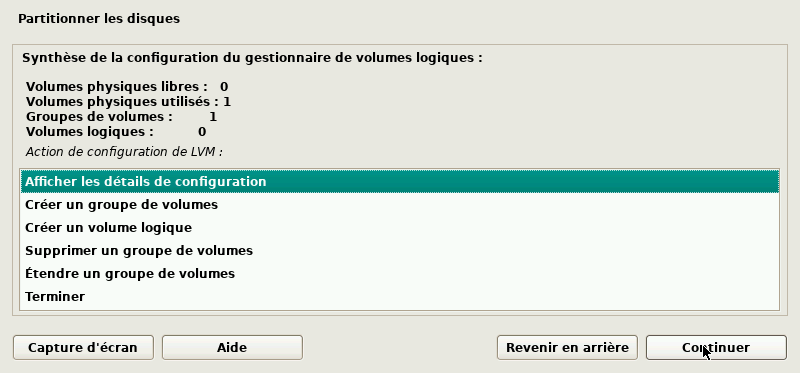 Partitionner les disques
Synthèse de la configuration du gestionnaire de volumes logiques :
Volumes physiques libres : 0
Volumes physiques utilisés : 1
Groupes de volumes : 1
Volumes logiques : 0
Action de configuration de LVM :
Afficher les détails de configuration
Créer un groupe de volumes
Créer un volume logique
Supprimer un groupe de volumes
Étendre un groupe de volumes
Terminer
Capture d'écran Aide Revenir en arrière Continuer